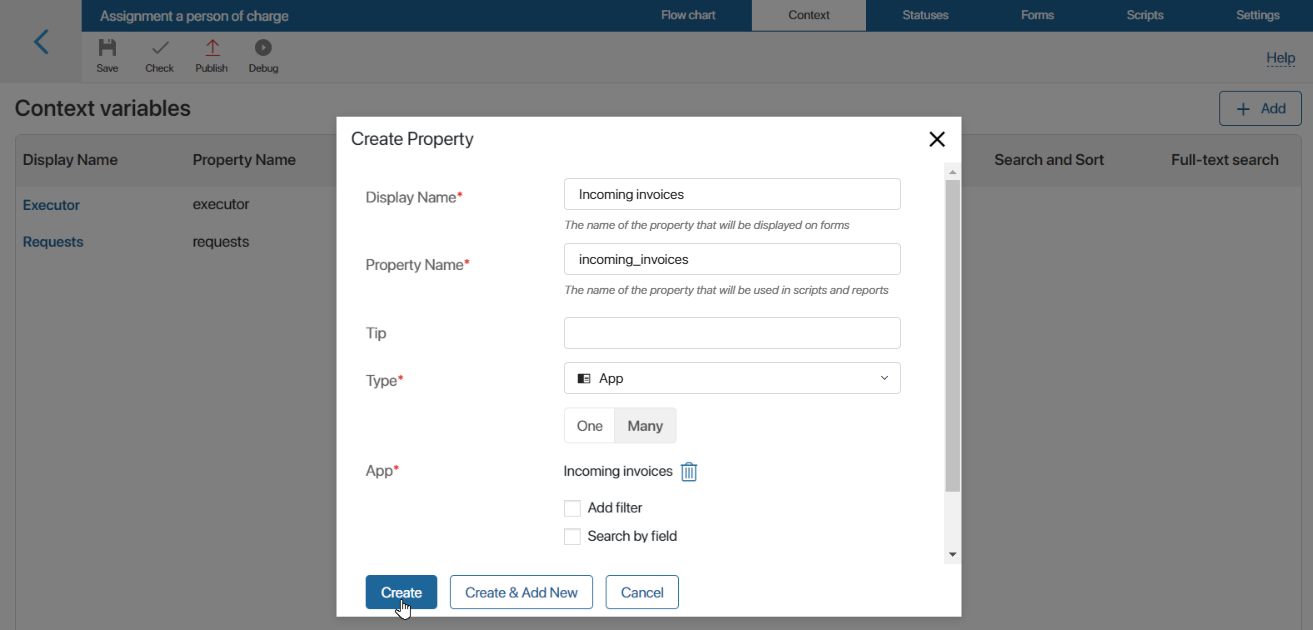 Assignment a person of charge
Flow chart
Context
Statuses
Forms
Scripts
Settings
Save
Check
Publish
Debug
Help
Context variables
+ Add
Display Name
Property Name
Search and Sort
Full-text search
Executor
executor
Requests
requests
Create Property
Display Name*
Incoming invoices
The name of the property that will be displayed on forms
Property Name*
incoming_invoices
The name of the property that will be used in scripts and reports
Tip
Type*
App
One
Many
App*
Incoming invoices
Add filter
Search by field
Create
Create & Add New
Cancel